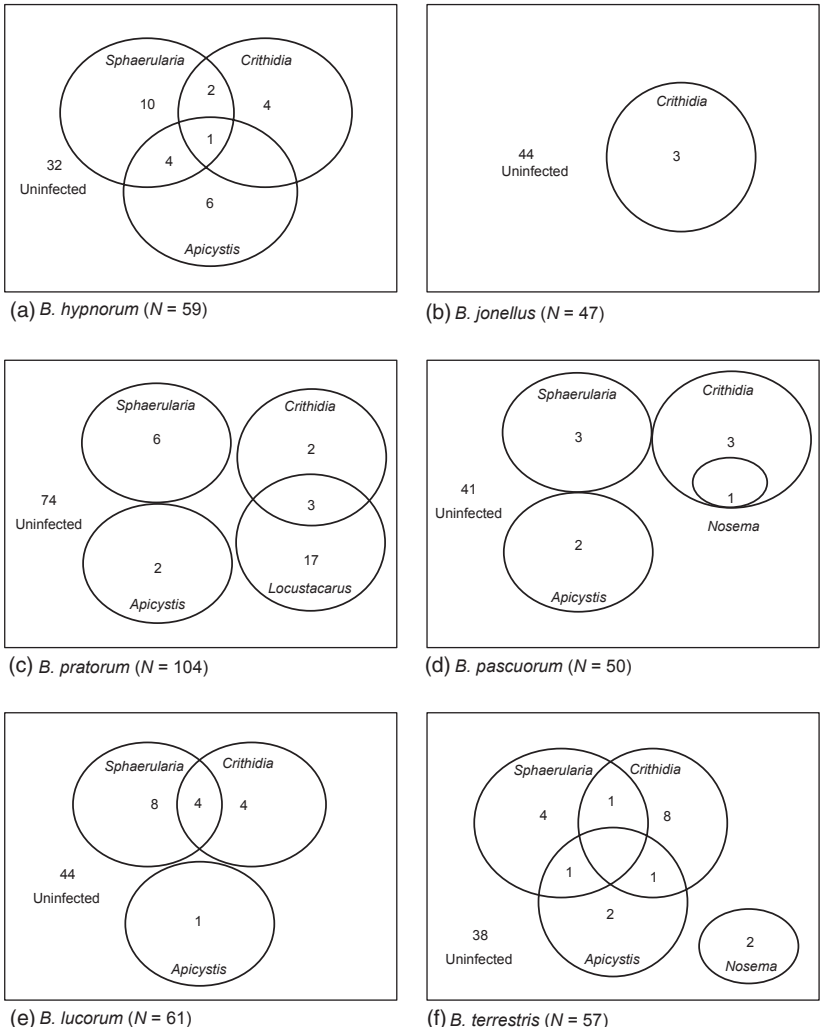 Sphaerularia Crithidia
2
10 4
1
32 4
Uninfected
6
Apicystis
(a) B. hypnorum (N = 59)
Crithidia
44 3
Uninfected
(b) B. jonellus (N = 47)
Sphaerularia Crithidia
6 2
74
Uninfected 3
2 17
Apicystis Locustacarus
(c) B. pratorum (N = 104)
Sphaerularia Crithidia
3 3
41
Uninfected 1
Nosema
2
Apicystis
(d) B. pascuorum (N = 50)
Sphaerularia Crithidia
8 4 4
44
Uninfected
1
Apicystis
(e) B. lucorum (N = 61)
Sphaerularia Crithidia
1
4 8
1 1
2
38
Uninfected Apicystis
2
Nosema
(f) B. terrestris (N = 57)